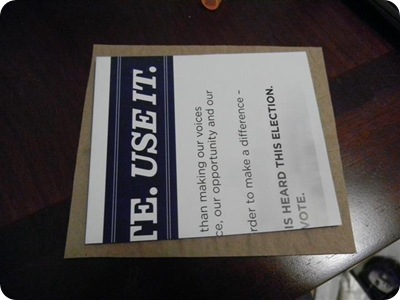 TE. USE IT.
than making our voices
ce, our opportunity and our
rder to make a difference –
IS HEARD THIS ELECTION.
VOTE.